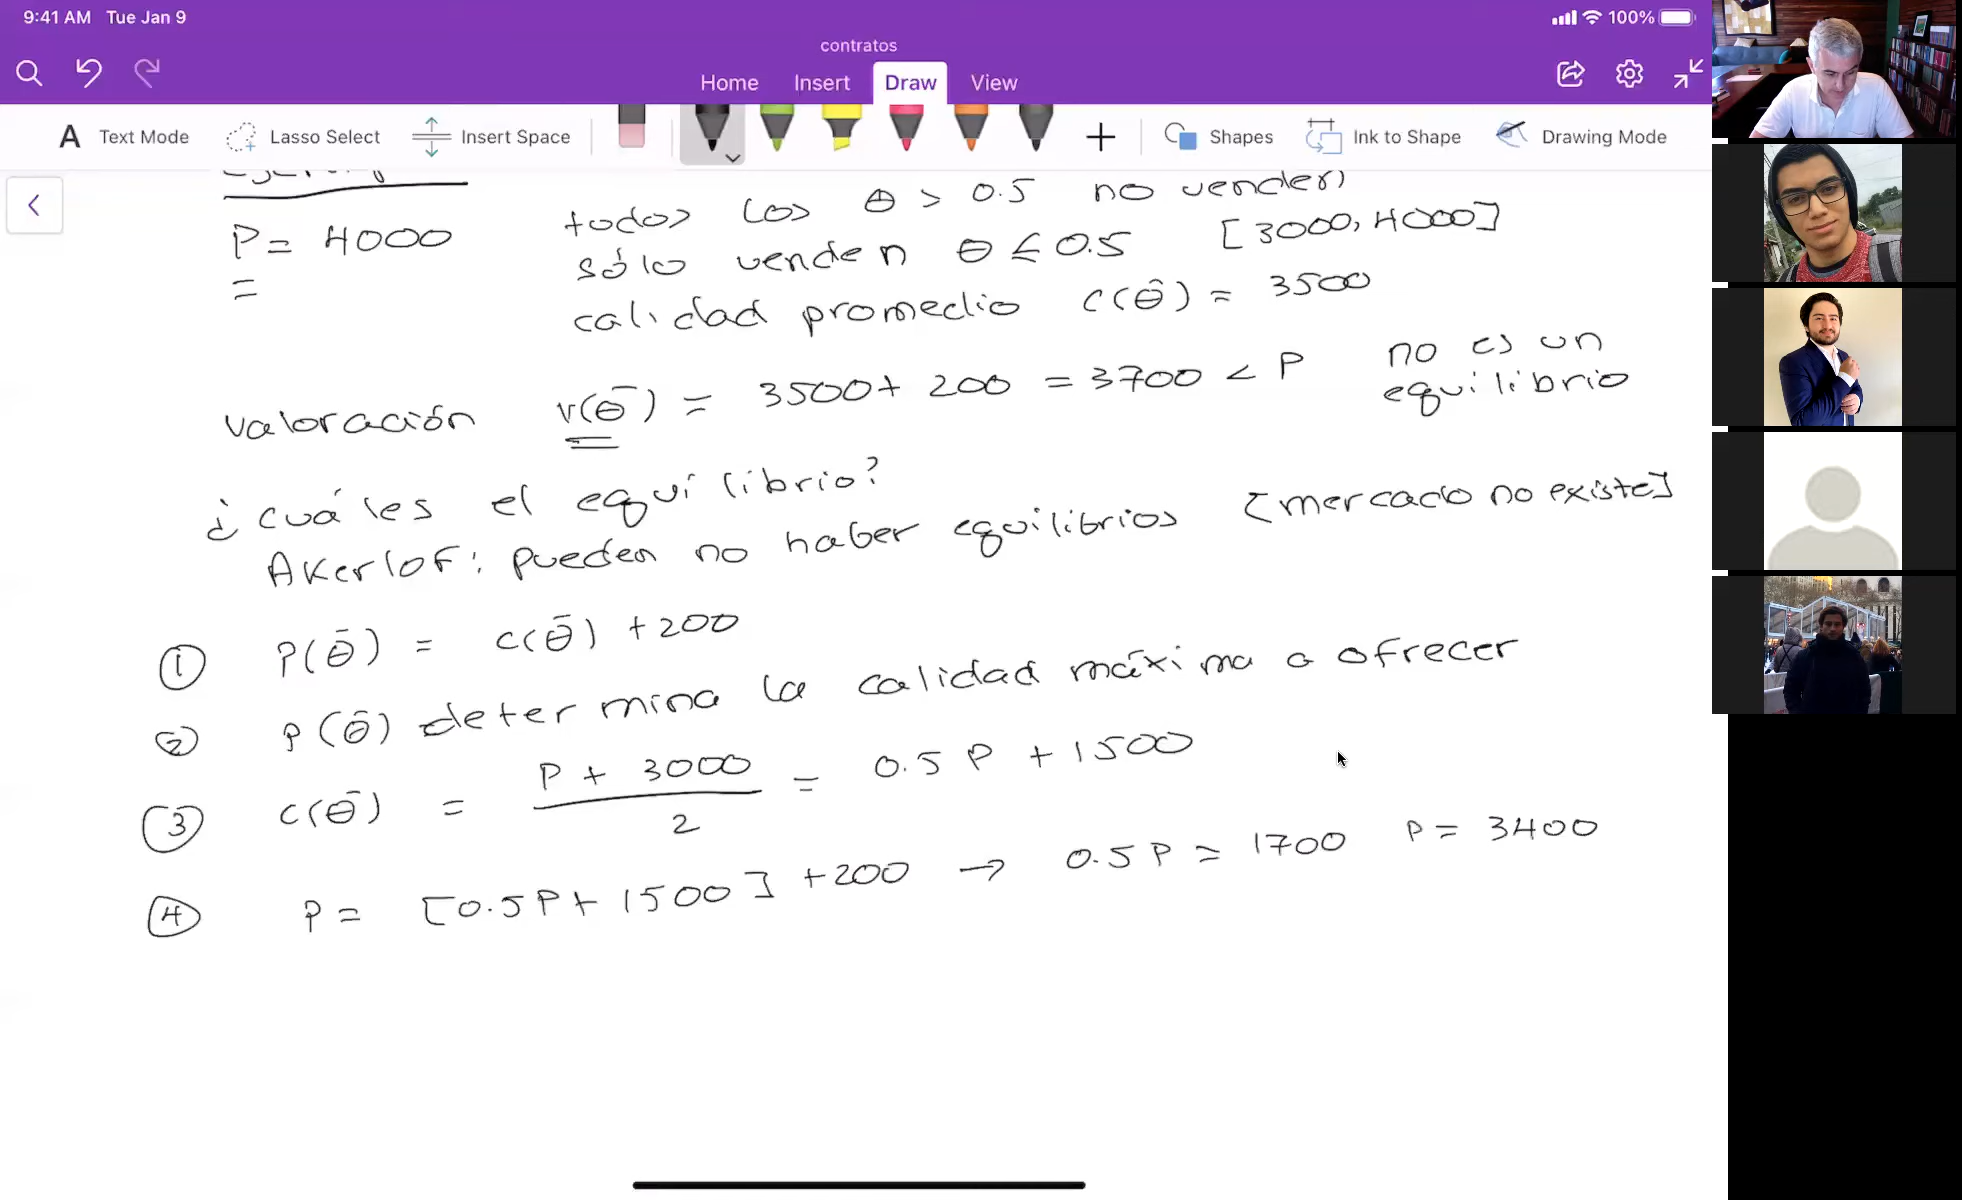 9:41 AM Tue Jan 9
100%
contratos
Home Insert Draw View
Text Mode Lasso Select Insert Space Shapes Ink to Shape Drawing Mode
todos los θ > 0.5 no venden
P = 4000
sólo venden θ ≤ 0.5 [3000, 4000]
=
calidad promedio c(θ̄) = 3500
valoración v(θ̄) = 3500 + 200 = 3700 < P no es un
equilibrio
¿cuál es el equilibrio?
Akerlof: pueden no haber equilibrios [mercado no existe]
① P(θ̄) = c(θ̄) + 200
② P(θ̄) determina la calidad máxima a ofrecer
③ c(θ̄) = P + 3000 / 2 = 0.5 P + 1500
④ P = [0.5P + 1500] + 200 → 0.5 P = 1700 P = 3400